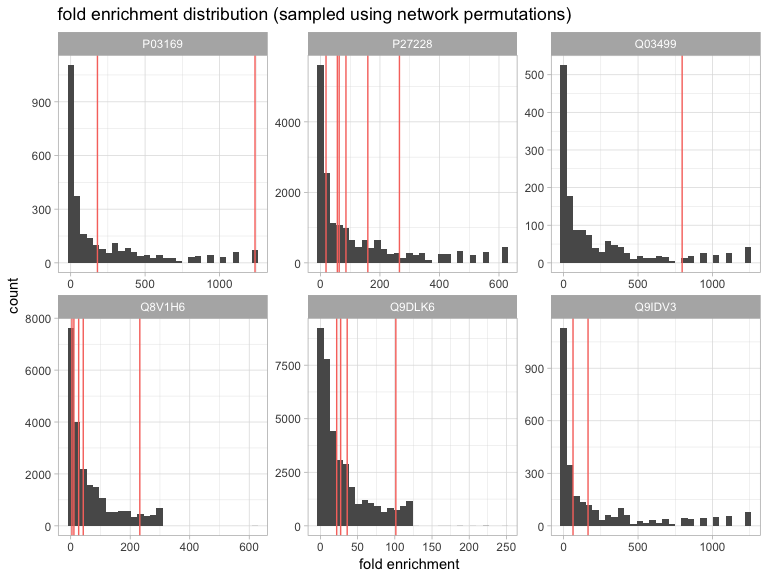 fold enrichment distribution (sampled using network permutations)
P03169
P27228
Q03499
900
600
300
0
4000
2000
0
500
400
300
200
100
0
0 500 1000
0 200 400 600
0 500 1000
count
Q8V1H6
Q9DLK6
Q9IDV3
8000
6000
4000
2000
0
7500
5000
2500
0
900
600
300
0
0 200 400 600
0 50 100 150 200 250
0 500 1000
fold enrichment